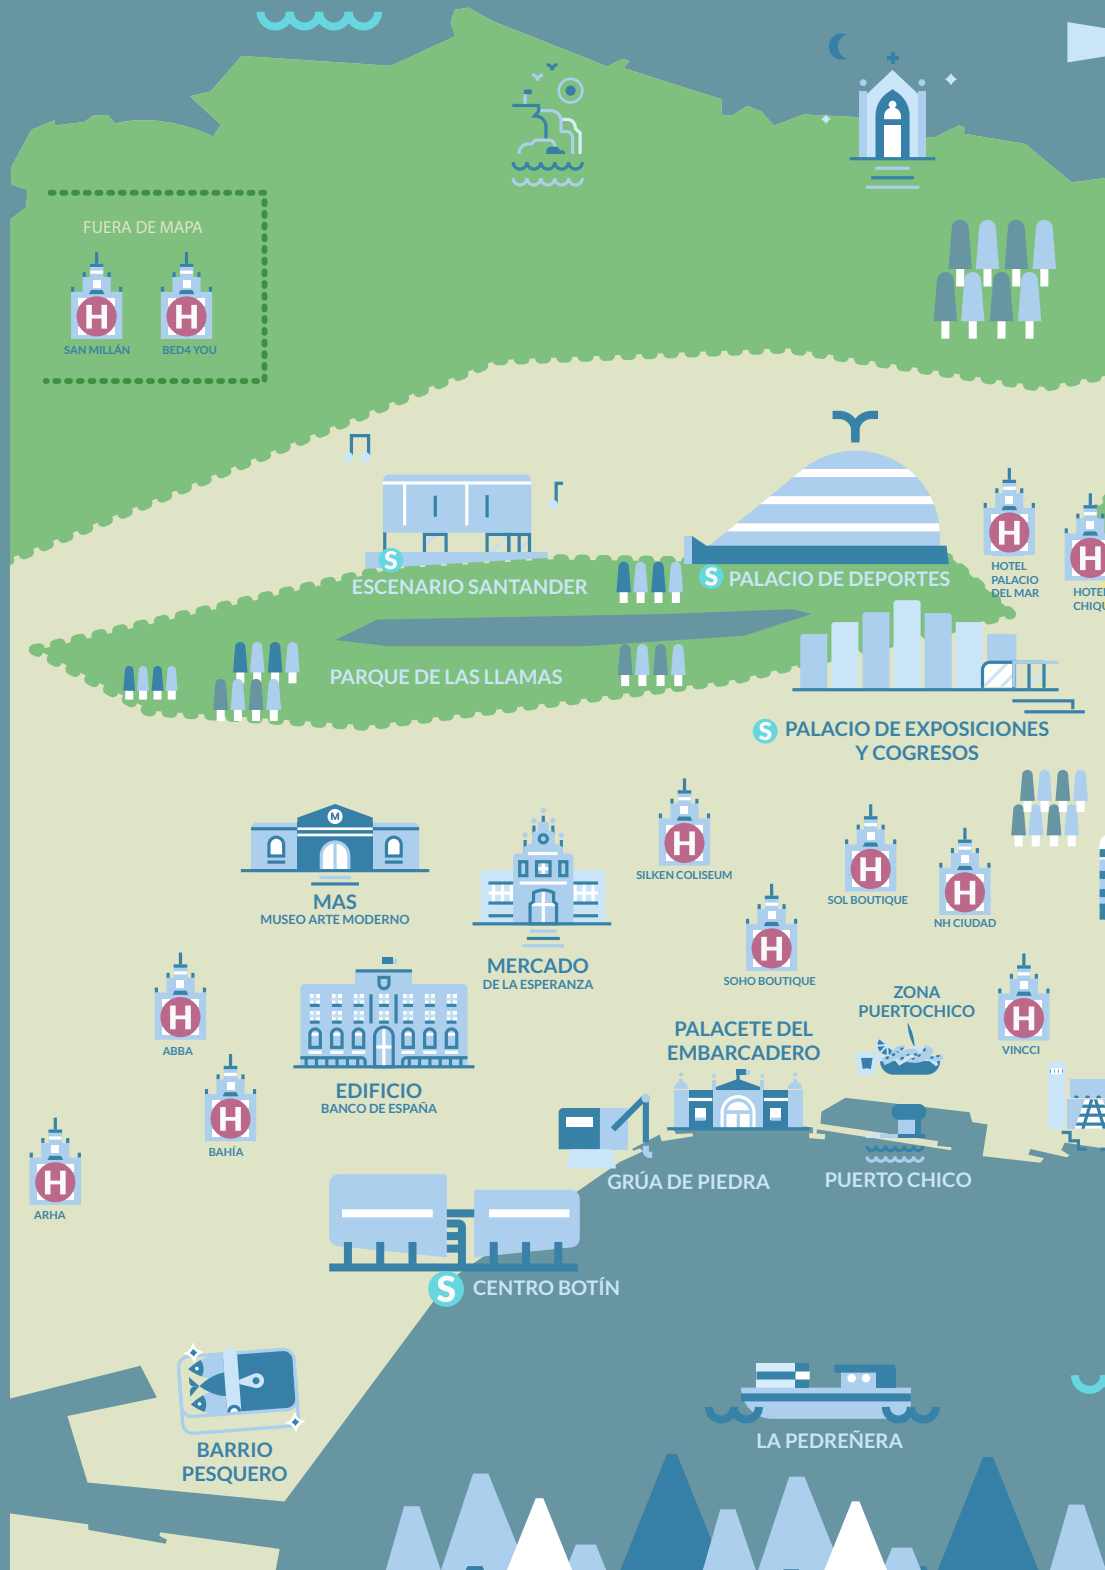 FUERA DE MAPA
H
H
SAN MILLÁN
BED4 YOU
S
ESCENARIO SANTANDER
S
PALACIO DE DEPORTES
H
HOTEL
PALACIO
DEL MAR
H
HOTEL
CHIQU
PARQUE DE LAS LLAMAS
S
PALACIO DE EXPOSICIONES
Y COGRESOS
M
MAS
MUSEO ARTE MODERNO
MERCADO
DE LA ESPERANZA
H
SILKEN COLISEUM
H
SOL BOUTIQUE
H
NH CIUDAD
H
SOHO BOUTIQUE
H
ABBA
EDIFICIO
BANCO DE ESPAÑA
PALACETE DEL
EMBARCADERO
ZONA
PUERTOCHICO
H
VINCCI
H
BAHÍA
H
ARHA
GRÚA DE PIEDRA
PUERTO CHICO
S
CENTRO BOTÍN
BARRIO
PESQUERO
LA PEDREÑERA